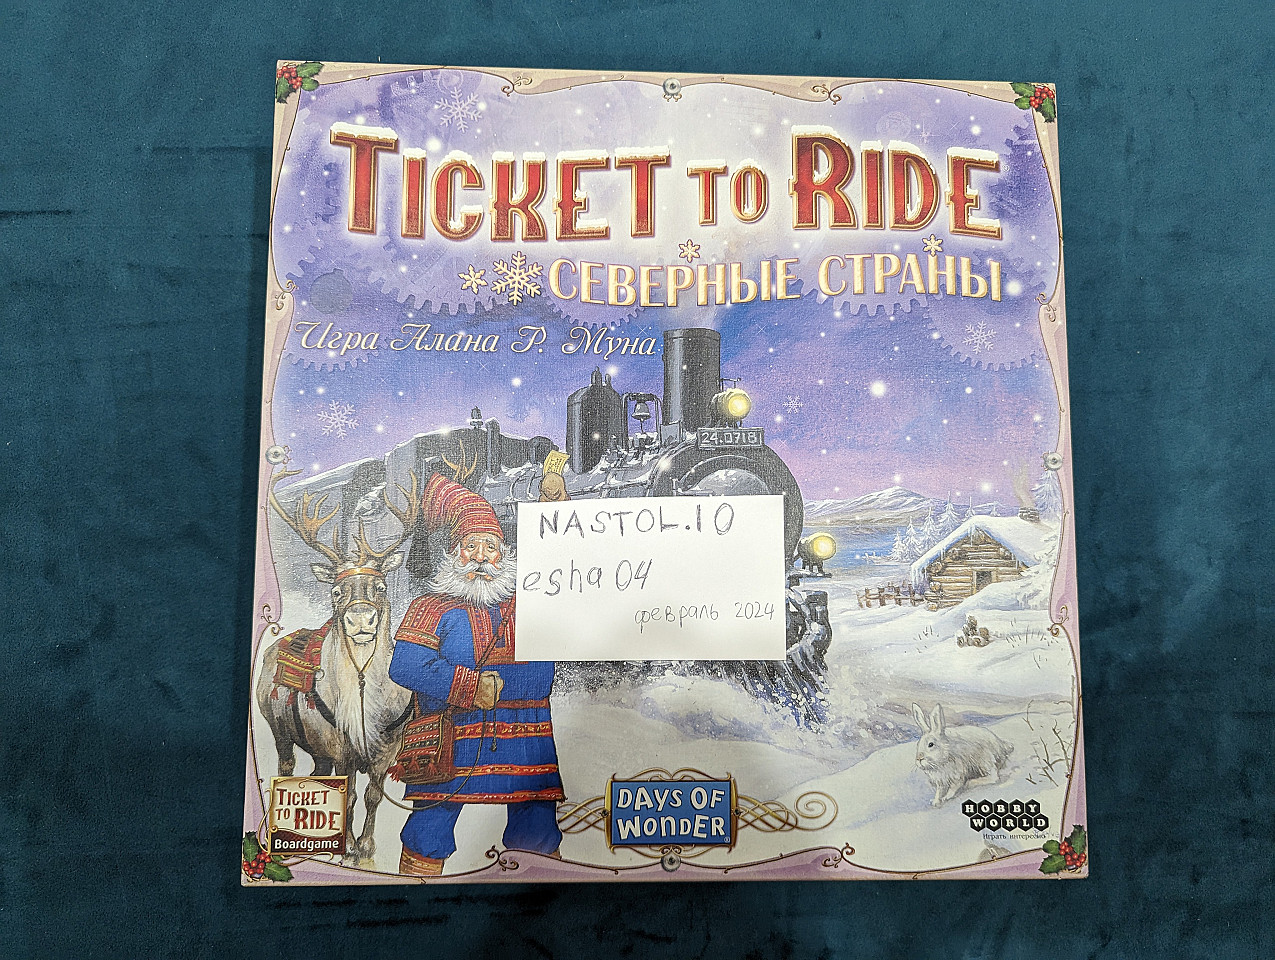 TICKET TO RIDE
СЕВЕРНЫЕ СТРАНЫ
Игра Алана Р. Муна
24.0718
NASTOL.IO
esha 04
февраль 2024
TICKET
TO RIDE
Boardgame
DAYS OF
WONDER
HOBBY
WORLD
Играть интересно